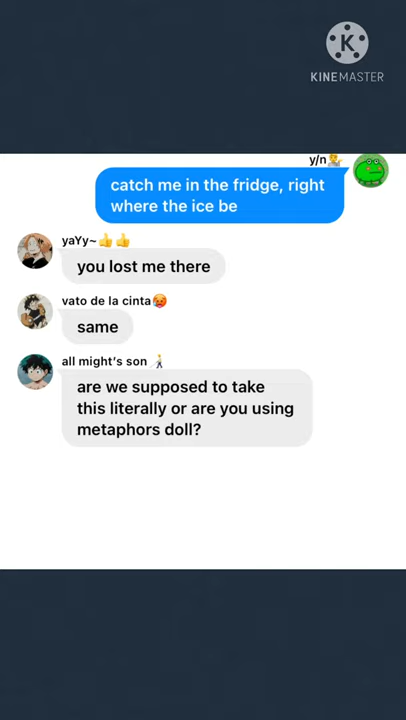 KINEMASTER
y/n💁
catch me in the fridge, right
where the ice be
yaYy~👍👍
you lost me there
vato de la cinta🥵
same
all might's son 🧑‍🦯
are we supposed to take
this literally or are you using
metaphors doll?